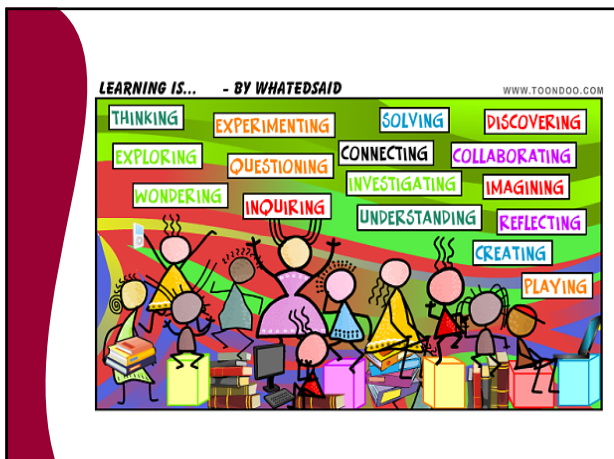 LEARNING IS... - BY WHATEDSAID
WWW.TOONDOO.COM
THINKING
EXPERIMENTING
SOLVING
DISCOVERING
EXPLORING
QUESTIONING
CONNECTING
COLLABORATING
WONDERING
INQUIRING
INVESTIGATING
IMAGINING
UNDERSTANDING
REFLECTING
CREATING
PLAYING